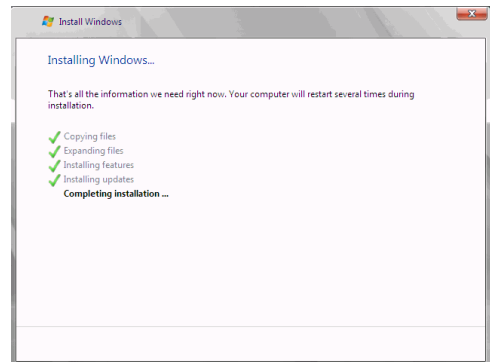 Install Windows
Installing Windows...
That's all the information we need right now. Your computer will restart several times during
installation.
Copying files
Expanding files
Installing features
Installing updates
Completing installation ...